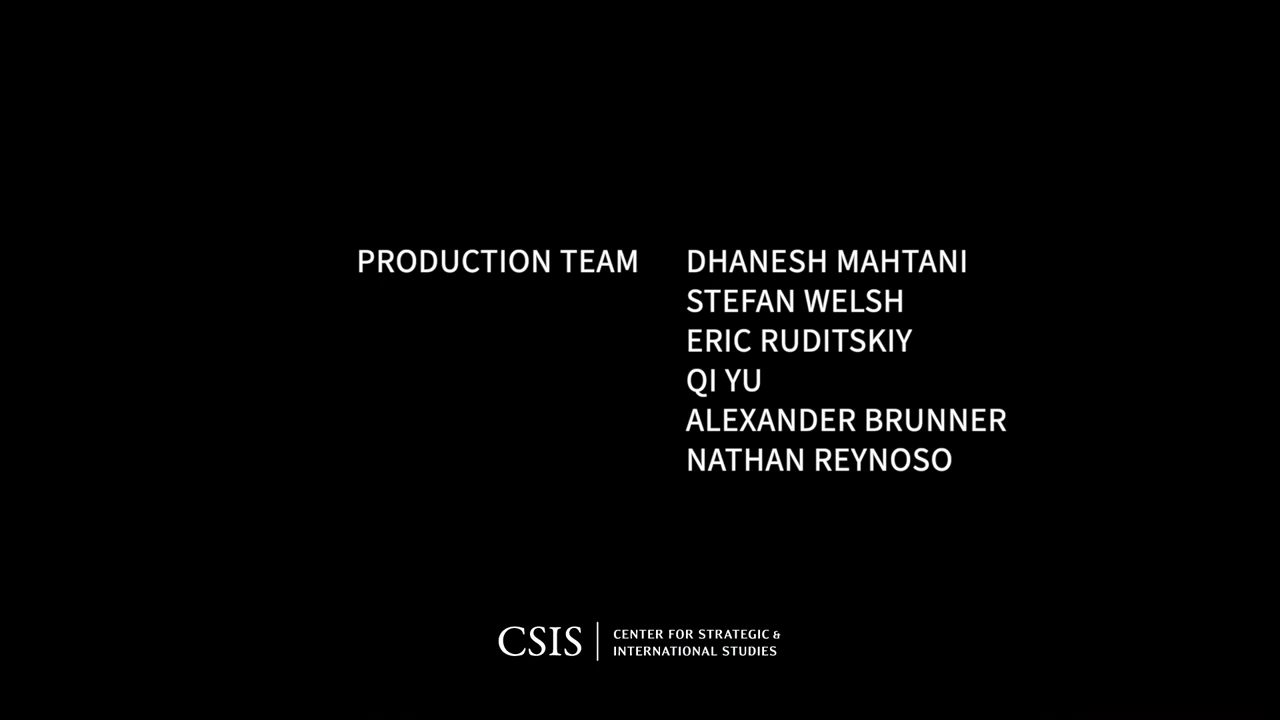 PRODUCTION TEAM DHANESH MAHTANI
STEFAN WELSH
ERIC RUDITSKIY
QI YU
ALEXANDER BRUNNER
NATHAN REYNOSO
CSIS
CENTER FOR STRATEGIC &
INTERNATIONAL STUDIES